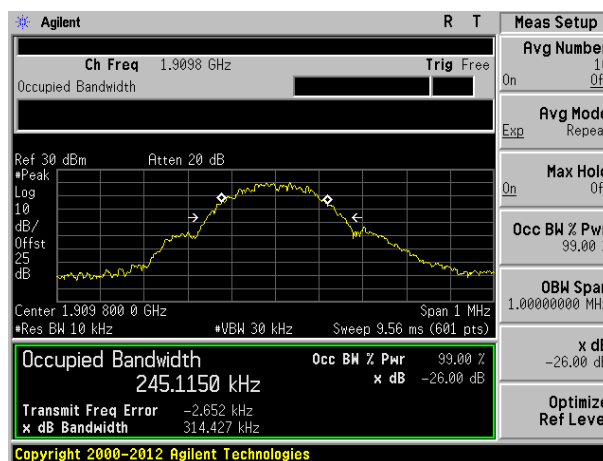 Agilent R T
Ch Freq 1.9098 GHz Trig Free
Occupied Bandwidth
Ref 30 dBm Atten 20 dB
#Peak
Log
10
dB/
Offst
25
dB
Center 1.909 800 0 GHz Span 1 MHz
#Res BW 10 kHz #VBW 30 kHz Sweep 9.56 ms (601 pts)
Occupied Bandwidth Occ BW % Pwr 99.00 %
245.1150 kHz x dB -26.00 dB
Transmit Freq Error -2.652 kHz
x dB Bandwidth 314.427 kHz
Copyright 2000-2012 Agilent Technologies
Meas Setup
Avg Number
On
Avg Mode
Exp Repea
Max Hold
On
Occ BW % Pwr
99.00
OBW Span
1.00000000 MH
x dB
-26.00 dB
Optimize
Ref Level